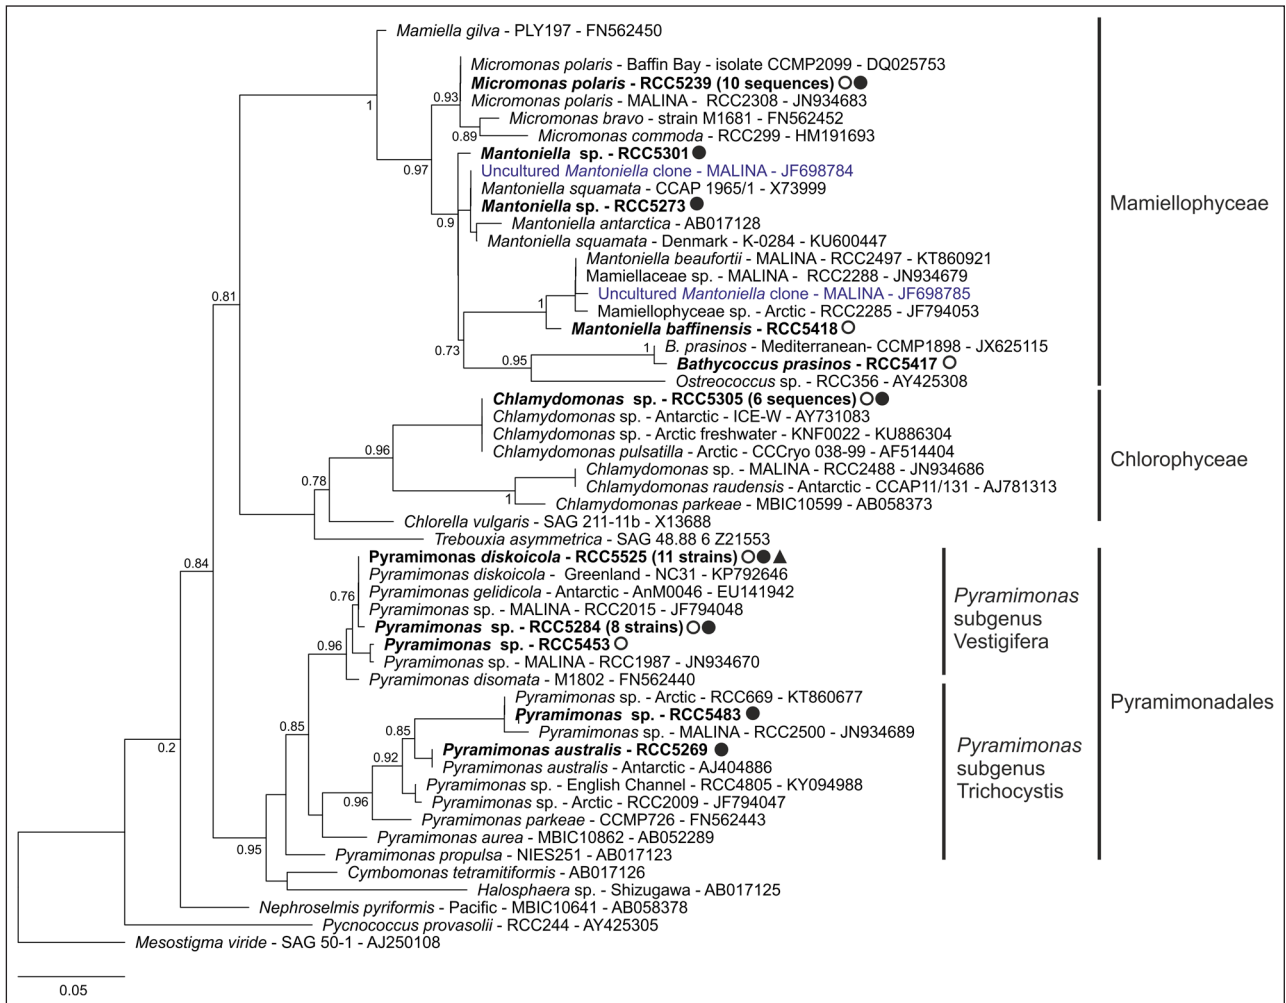 Mamiella gilva - PLY197 - FN562450
Micromonas polaris - Baffin Bay - isolate CCMP2099 - DQ025753
Micromonas polaris - RCC5239 (10 sequences)
Micromonas polaris - MALINA - RCC2308 - JN934683
Micromonas bravo - strain M1681 - FN562452
Micromonas commoda - RCC299 - HM191693
Mantoniella sp. - RCC5301
Uncultured Mantoniella clone - MALINA - JF698784
Mantoniella squamata - CCAP 1965/1 - X73999
Mantoniella sp. - RCC5273
Mantoniella antarctica - AB017128
Mantoniella squamata - Denmark - K-0284 - KU600447
Mantoniella beaufortii - MALINA - RCC2497 - KT860921
Mamiellaceae sp. - MALINA - RCC2288 - JN934679
Uncultured Mantoniella clone - MALINA - JF698785
Mamiellophyceae sp. - Arctic - RCC2285 - JF794053
Mantoniella baffinensis - RCC5418
B. prasinos - Mediterranean- CCMP1898 - JX625115
Bathycoccus prasinos - RCC5417
Ostreococcus sp. - RCC356 - AY425308
Chlamydomonas sp. - RCC5305 (6 sequences)
Chlamydomonas sp. - Antarctic - ICE-W - AY731083
Chlamydomonas sp. - Arctic freshwater - KNF0022 - KU886304
Chlamydomonas pulsatilla - Arctic - CCCryo 038-99 - AF514404
Chlamydomonas sp. - MALINA - RCC2488 - JN934686
Chlamydomonas raudensis - Antarctic - CCAP11/131 - AJ781313
Chlamydomonas parkeae - MBIC10599 - AB058373
Chlorella vulgaris - SAG 211-11b - X13688
Trebouxia asymmetrica - SAG 48.88 6 Z21553
Pyramimonas diskoicola - RCC5525 (11 strains)
Pyramimonas diskoicola - Greenland - NC31 - KP792646
Pyramimonas gelidicola - Antarctic - AnM0046 - EU141942
Pyramimonas sp. - MALINA - RCC2015 - JF794048
Pyramimonas sp. - RCC5284 (8 strains)
Pyramimonas sp. - RCC5453
Pyramimonas sp. - MALINA - RCC1987 - JN934670
Pyramimonas disomata - M1802 - FN562440
Pyramimonas sp. - Arctic - RCC669 - KT860677
Pyramimonas sp. - RCC5483
Pyramimonas sp. - MALINA - RCC2500 - JN934689
Pyramimonas australis - RCC5269
Pyramimonas australis - Antarctic - AJ404886
Pyramimonas sp. - English Channel - RCC4805 - KY094988
Pyramimonas sp. - Arctic - RCC2009 - JF794047
Pyramimonas parkeae - CCMP726 - FN562443
Pyramimonas aurea - MBIC10862 - AB052289
Pyramimonas propulsa - NIES251 - AB017123
Cymbomonas tetramitiformis - AB017126
Halosphaera sp. - Shizugawa - AB017125
Nephroselmis pyriformis - Pacific - MBIC10641 - AB058378
Pycnococcus provasolii - RCC244 - AY425305
Mesostigma viride - SAG 50-1 - AJ250108
1
0.93
0.89
0.97
0.9
1
0.73
0.95
1
0.81
0.96
0.78
1
0.84
0.76
0.96
0.85
0.85
0.92
0.96
0.2
0.95
0.05
Mamiellophyceae
Chlorophyceae
Pyramimonas
subgenus
Vestigifera
Pyramimonadales
Pyramimonas
subgenus
Trichocystis